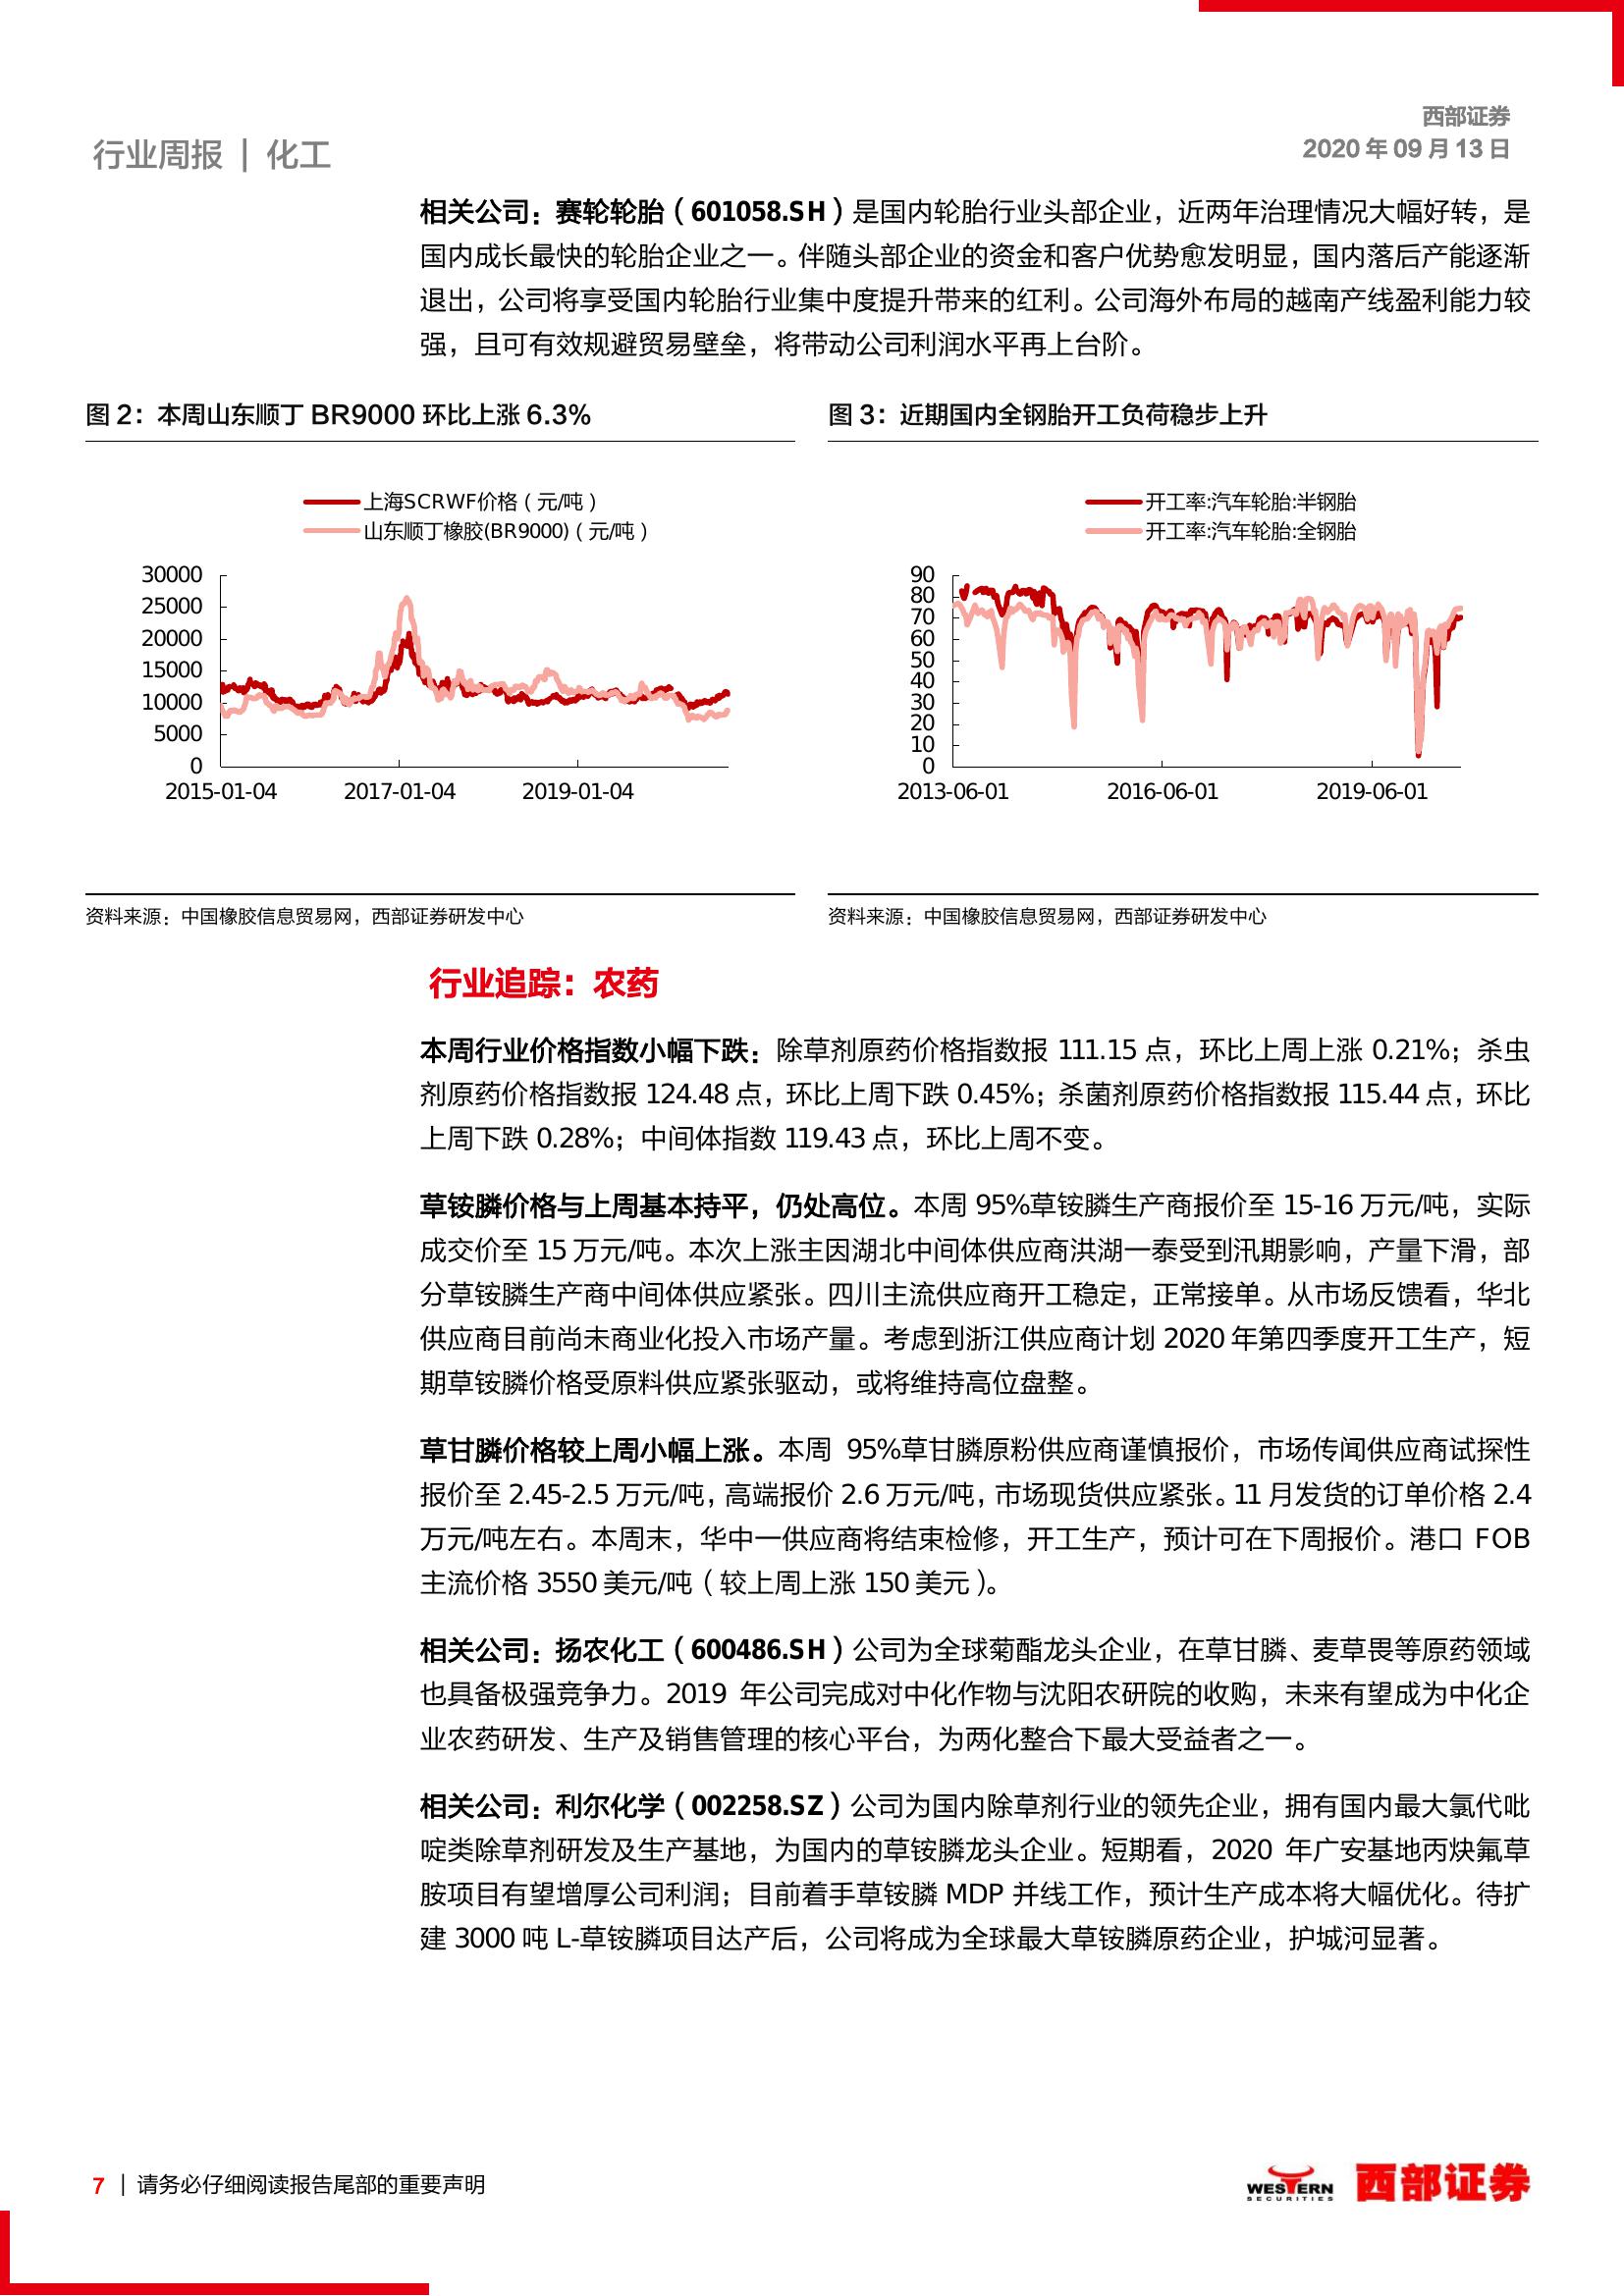 西部证券
行业周报 | 化工
2020 年 09 月 13 日
相关公司：赛轮轮胎（601058.SH）是国内轮胎行业头部企业，近两年治理情况大幅好转，是
国内成长最快的轮胎企业之一。伴随头部企业的资金和客户优势愈发明显，国内落后产能逐渐
退出，公司将享受国内轮胎行业集中度提升带来的红利。公司海外布局的越南产线盈利能力较
强，且可有效规避贸易壁垒，将带动公司利润水平再上台阶。
图 2：本周山东顺丁 BR9000 环比上涨 6.3%
上海SCRWF价格（元/吨）
山东顺丁橡胶(BR9000)（元/吨）
30000
25000
20000
15000
10000
5000
0
2015-01-04 2017-01-04 2019-01-04
资料来源：中国橡胶信息贸易网，西部证券研发中心
图 3：近期国内全钢胎开工负荷稳步上升
开工率:汽车轮胎:半钢胎
开工率:汽车轮胎:全钢胎
90
80
70
60
50
40
30
20
10
0
2013-06-01 2016-06-01 2019-06-01
资料来源：中国橡胶信息贸易网，西部证券研发中心
行业追踪：农药
本周行业价格指数小幅下跌：除草剂原药价格指数报 111.15 点，环比上周上涨 0.21%；杀虫
剂原药价格指数报 124.48 点，环比上周下跌 0.45%；杀菌剂原药价格指数报 115.44 点，环比
上周下跌 0.28%；中间体指数 119.43 点，环比上周不变。
草铵膦价格与上周基本持平，仍处高位。本周 95%草铵膦生产商报价至 15-16 万元/吨，实际
成交价至 15 万元/吨。本次上涨主因湖北中间体供应商洪湖一泰受到汛期影响，产量下滑，部
分草铵膦生产商中间体供应紧张。四川主流供应商开工稳定，正常接单。从市场反馈看，华北
供应商目前尚未商业化投入市场产量。考虑到浙江供应商计划 2020 年第四季度开工生产，短
期草铵膦价格受原料供应紧张驱动，或将维持高位盘整。
草甘膦价格较上周小幅上涨。本周 95%草甘膦原粉供应商谨慎报价，市场传闻供应商试探性
报价至 2.45-2.5 万元/吨，高端报价 2.6 万元/吨，市场现货供应紧张。11 月发货的订单价格 2.4
万元/吨左右。本周末，华中一供应商将结束检修，开工生产，预计可在下周报价。港口 FOB
主流价格 3550 美元/吨（较上周上涨 150 美元）。
相关公司：扬农化工（600486.SH）公司为全球菊酯龙头企业，在草甘膦、麦草畏等原药领域
也具备极强竞争力。2019 年公司完成对中化作物与沈阳农研院的收购，未来有望成为中化企
业农药研发、生产及销售管理的核心平台，为两化整合下最大受益者之一。
相关公司：利尔化学（002258.SZ）公司为国内除草剂行业的领先企业，拥有国内最大氯代吡
啶类除草剂研发及生产基地，为国内的草铵膦龙头企业。短期看，2020 年广安基地丙炔氟草
胺项目有望增厚公司利润；目前着手草铵膦 MDP 并线工作，预计生产成本将大幅优化。待扩
建 3000 吨 L-草铵膦项目达产后，公司将成为全球最大草铵膦原药企业，护城河显著。
7 | 请务必仔细阅读报告尾部的重要声明
WESTERN
SECURITIES
西部证券